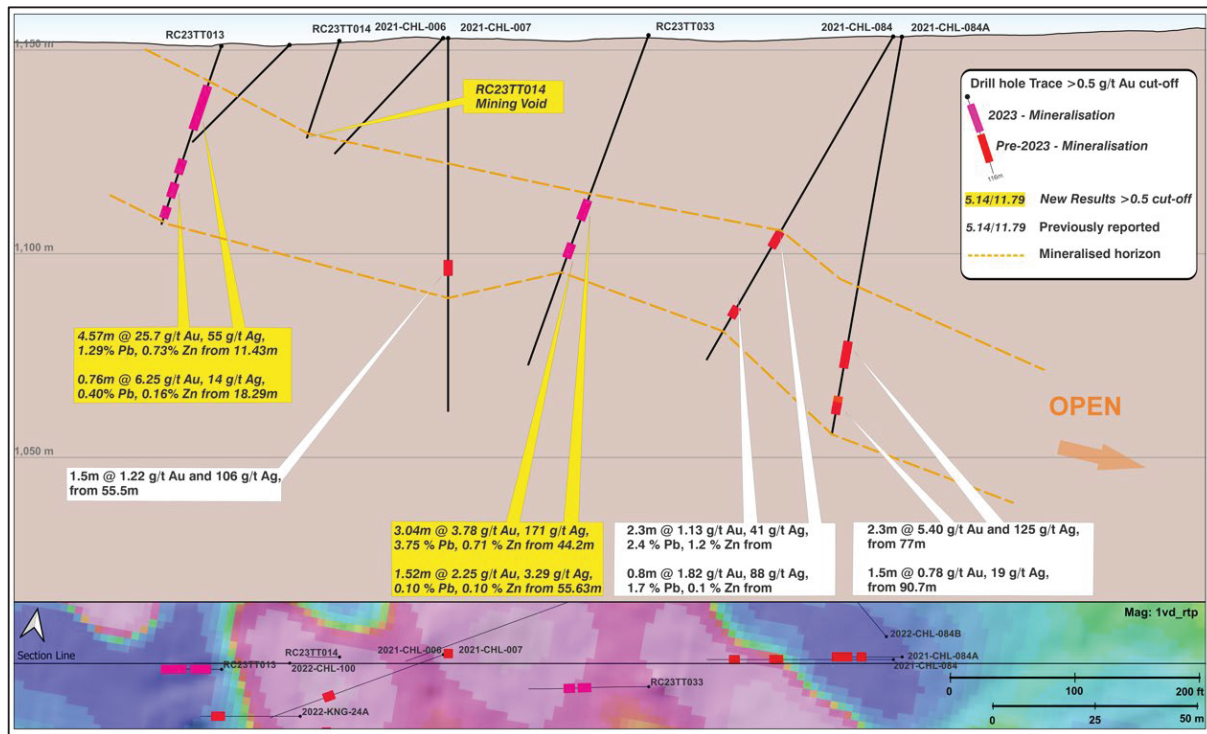 RC23TT013
RC23TT014
2021-CHL-006
2021-CHL-007
RC23TT033
2021-CHL-084
2021-CHL-084A
1,150 m
1,100 m
1,050 m
RC23TT014
Mining Void
Drill hole Trace >0.5 g/t Au cut-off
2023 - Mineralisation
Pre-2023 - Mineralisation
116m
5.14/11.79 New Results >0.5 cut-off
5.14/11.79 Previously reported
Mineralised horizon
4.57m @ 25.7 g/t Au, 55 g/t Ag,
1.29% Pb, 0.73% Zn from 11.43m
0.76m @ 6.25 g/t Au, 14 g/t Ag,
0.40% Pb, 0.16% Zn from 18.29m
OPEN
1.5m @ 1.22 g/t Au and 106 g/t Ag,
from 55.5m
3.04m @ 3.78 g/t Au, 171 g/t Ag,
3.75 % Pb, 0.71 % Zn from 44.2m
1.52m @ 2.25 g/t Au, 3.29 g/t Ag,
0.10 % Pb, 0.10 % Zn from 55.63m
2.3m @ 1.13 g/t Au, 41 g/t Ag,
2.4 % Pb, 1.2 % Zn from
0.8m @ 1.82 g/t Au, 88 g/t Ag,
1.7 % Pb, 0.1 % Zn from
2.3m @ 5.40 g/t Au and 125 g/t Ag,
from 77m
1.5m @ 0.78 g/t Au, 19 g/t Ag,
from 90.7m
Mag: 1vd_rtp
Section Line
RC23TT013
RC23TT014
2022-CHL-100
2021-CHL-006
2021-CHL-007
2022-KNG-24A
RC23TT033
2022-CHL-084B
2021-CHL-084A
2021-CHL-084
0 100 200 ft
0 25 50 m